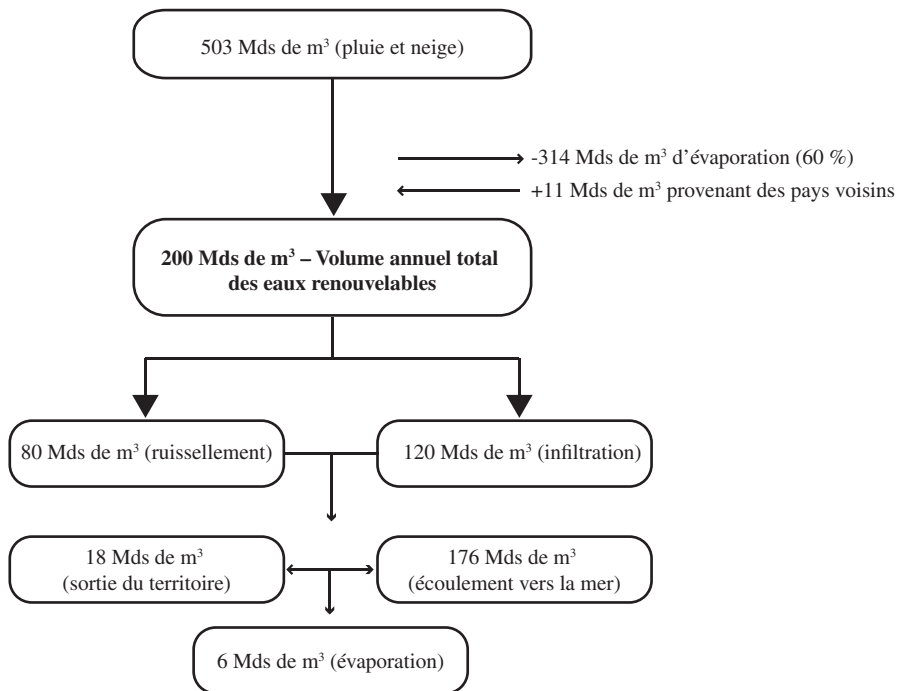 503 Mds de m³ (pluie et neige)
-314 Mds de m³ d’évaporation (60 %)
+11 Mds de m³ provenant des pays voisins
200 Mds de m³ – Volume annuel total
des eaux renouvelables
80 Mds de m³ (ruissellement)
120 Mds de m³ (infiltration)
18 Mds de m³
(sortie du territoire)
176 Mds de m³
(écoulement vers la mer)
6 Mds de m³ (évaporation)